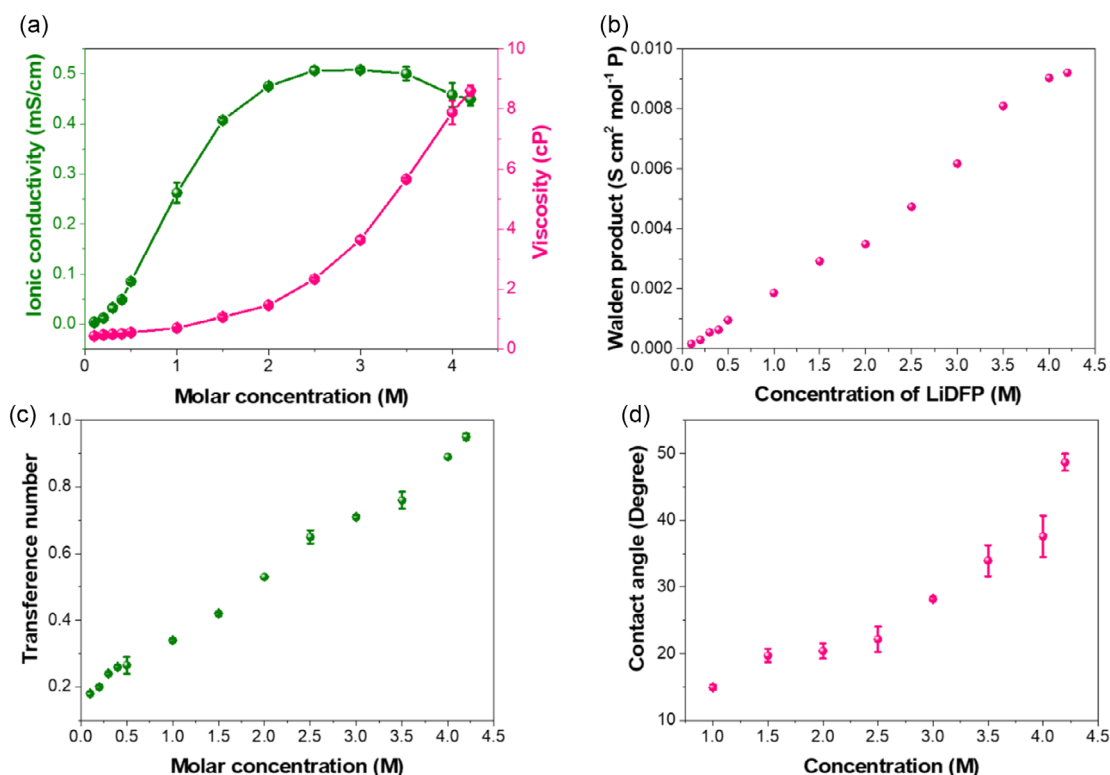 (a)
Ionic conductivity (mS/cm)
0.5
0.4
0.3
0.2
0.1
0.0
10
8
6
4
2
0
Viscosity (cP)
0 1 2 3 4
Molar concentration (M)
(b)
Walden product (S cm² mol⁻¹ P)
0.010
0.008
0.006
0.004
0.002
0.000
0.0 0.5 1.0 1.5 2.0 2.5 3.0 3.5 4.0 4.5
Concentration of LiDFP (M)
(c)
Transference number
1.0
0.8
0.6
0.4
0.2
0.0 0.5 1.0 1.5 2.0 2.5 3.0 3.5 4.0 4.5
Molar concentration (M)
(d)
Contact angle (Degree)
50
40
30
20
10
1.0 1.5 2.0 2.5 3.0 3.5 4.0 4.5
Concentration (M)